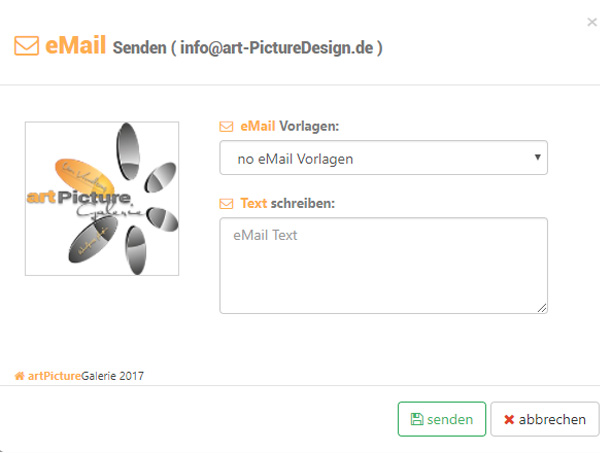 ×
eMail Senden ( info@art-PictureDesign.de )
eMail Vorlagen:
no eMail Vorlagen
artPicture
Galerie
Text schreiben:
eMail Text
artPictureGalerie 2017
senden
abbrechen